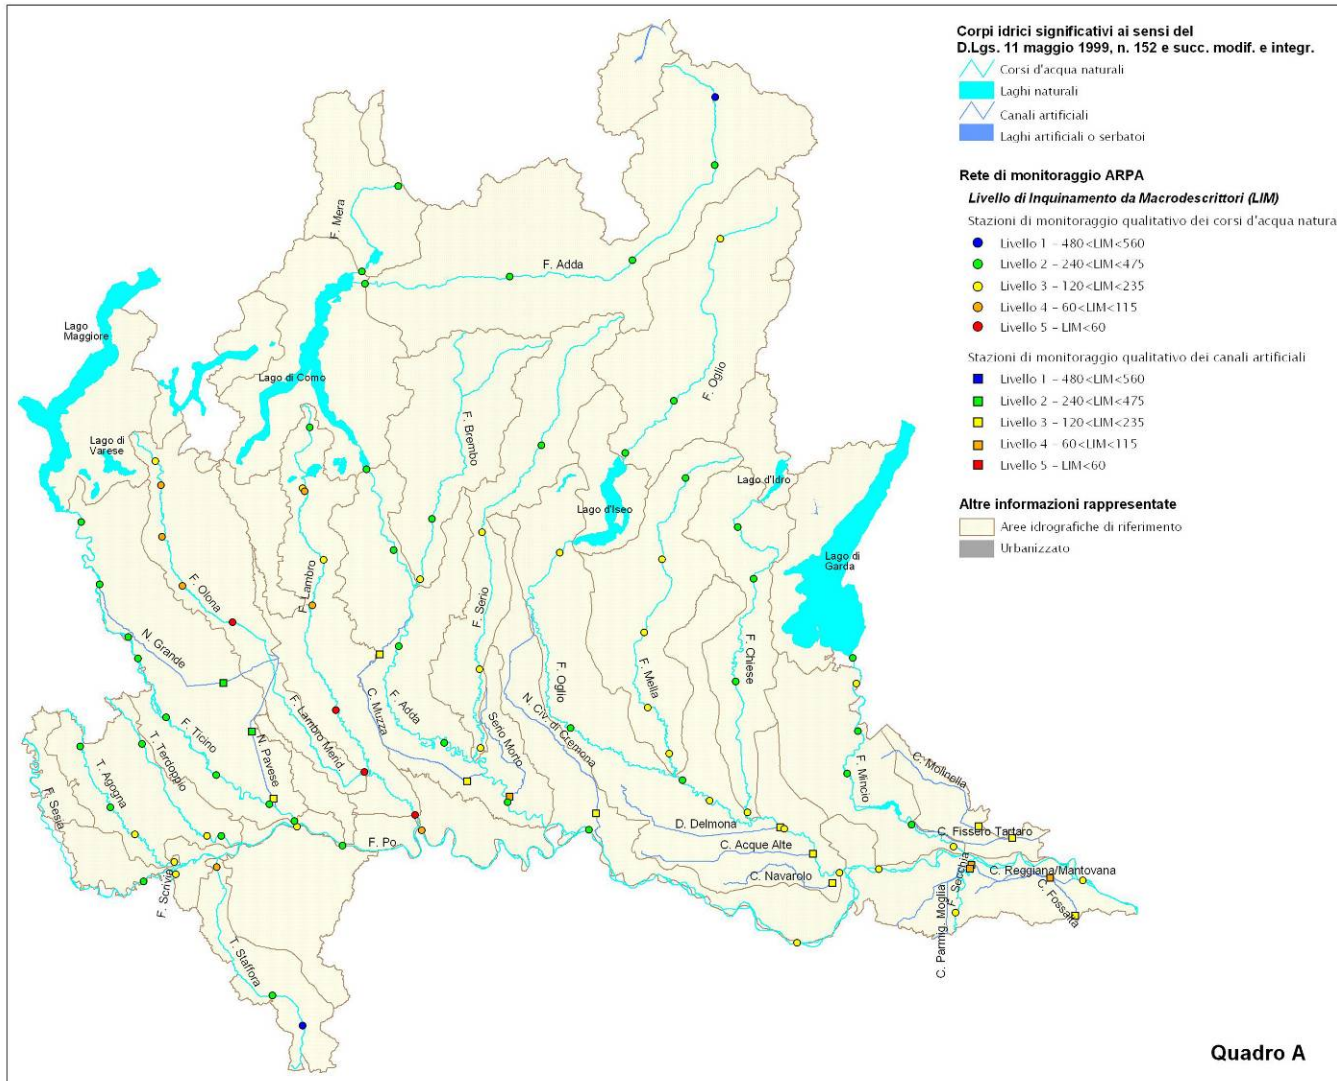 Corpi idrici significativi ai sensi del
D.Lgs. 11 maggio 1999, n. 152 e succ. modif. e integr.
Corsi d'acqua naturali
Laghi naturali
Canali artificiali
Laghi artificiali o serbatoi
Rete di monitoraggio ARPA
Livello di Inquinamento da Macrodescrittori (LIM)
Stazioni di monitoraggio qualitativo dei corsi d'acqua natura
Livello 1 - 480<LIM<560
Livello 2 - 240<LIM<475
Livello 3 - 120<LIM<235
Livello 4 - 60<LIM<115
Livello 5 - LIM<60
Stazioni di monitoraggio qualitativo dei canali artificiali
Livello 1 - 480<LIM<560
Livello 2 - 240<LIM<475
Livello 3 - 120<LIM<235
Livello 4 - 60<LIM<115
Livello 5 - LIM<60
Altre informazioni rappresentate
Aree idrografiche di riferimento
Urbanizzato
F. Mera
F. Adda
Lago
Maggiore
Lago di Como
F. Oglio
F. Brembo
Lago di
Varese
Lago d'Idro
Lago d'Iseo
Lago di
Garda
F. Olona
F. Lambro
F. Serio
N. Grande
F. Chiese
F. Mella
F. Oglio
F. Adda
C. Muzza
F. Lambro Merid.
N. Civ. di Cremona
Serio Morto
F. Ticino
N. Pavese
T. Terdoppio
T. Agogna
F. Sesia
F. Mincio
C. Molinella
D. Delmona
C. Fissero Tartaro
F. Po
C. Acque Alte
C. Navarolo
F. Scrivia
F. Secchia
C. Reggiana/Mantovana
C. Fossalta
C. Parmig. Moglia
T. Staffora
Quadro A